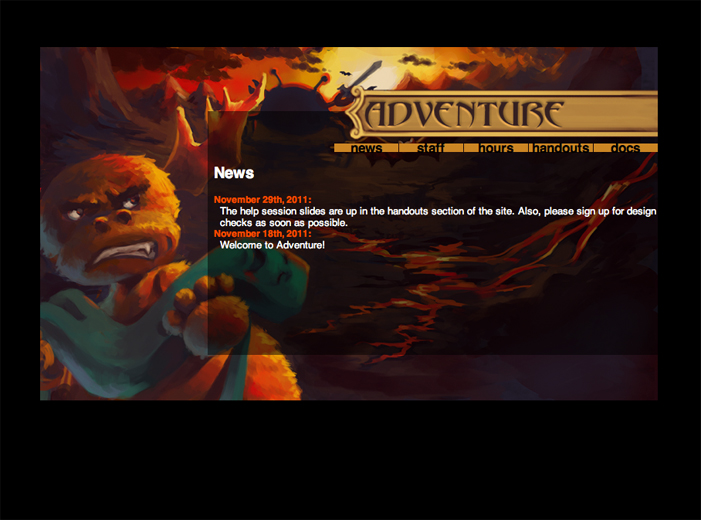 ADVENTURE
news staff hours handouts docs
News
November 29th, 2011:
The help session slides are up in the handouts section of the site. Also, please sign up for design
checks as soon as possible.
November 18th, 2011:
Welcome to Adventure!